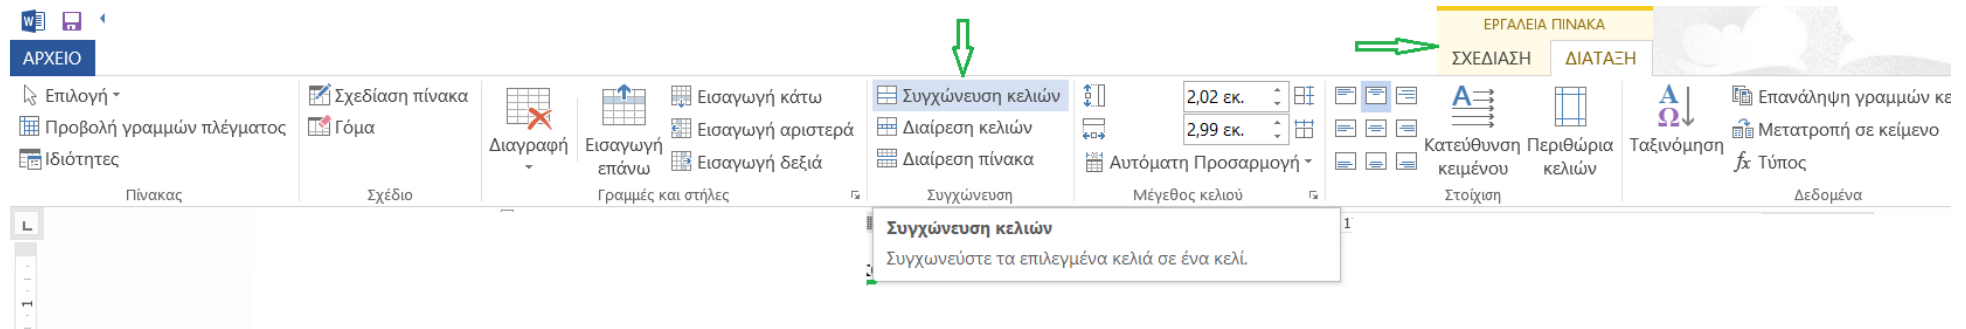 ΕΡΓΑΛΕΙΑ ΠΙΝΑΚΑ
ΑΡΧΕΙΟ ΣΧΕΔΙΑΣΗ ΔΙΑΤΑΞΗ
Επιλογή
Προβολή γραμμών πλέγματος
Ιδιότητες
Πίνακας
Σχεδίαση πίνακα
Γόμα
Σχέδιο
Διαγραφή
Εισαγωγή
επάνω
Εισαγωγή κάτω
Εισαγωγή αριστερά
Εισαγωγή δεξιά
Γραμμές και στήλες
Συγχώνευση κελιών
Διαίρεση κελιών
Διαίρεση πίνακα
Συγχώνευση
2,02 εκ.
2,99 εκ.
Αυτόματη Προσαρμογή
Μέγεθος κελιού
Κατεύθυνση
κειμένου
Περιθώρια
κελιών
Στοίχιση
Ταξινόμηση
Επανάληψη γραμμών κε
Μετατροπή σε κείμενο
fx Τύπος
Δεδομένα
Συγχώνευση κελιών
Συγχωνεύστε τα επιλεγμένα κελιά σε ένα κελί.
1
1